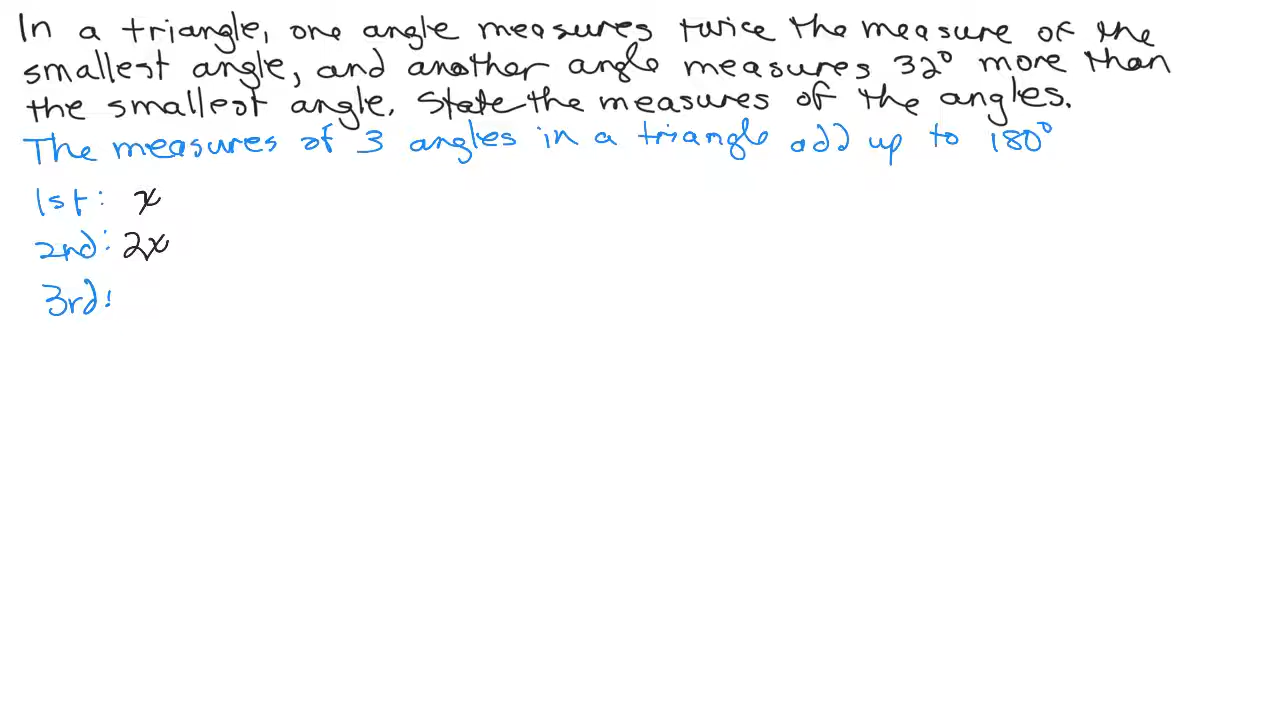 In a triangle, one angle measures twice the measure of the
smallest angle, and another angle measures 32° more than
the smallest angle. State the measures of the angles.
The measures of 3 angles in a triangle add up to 180°
1st: x
2nd: 2x
3rd: